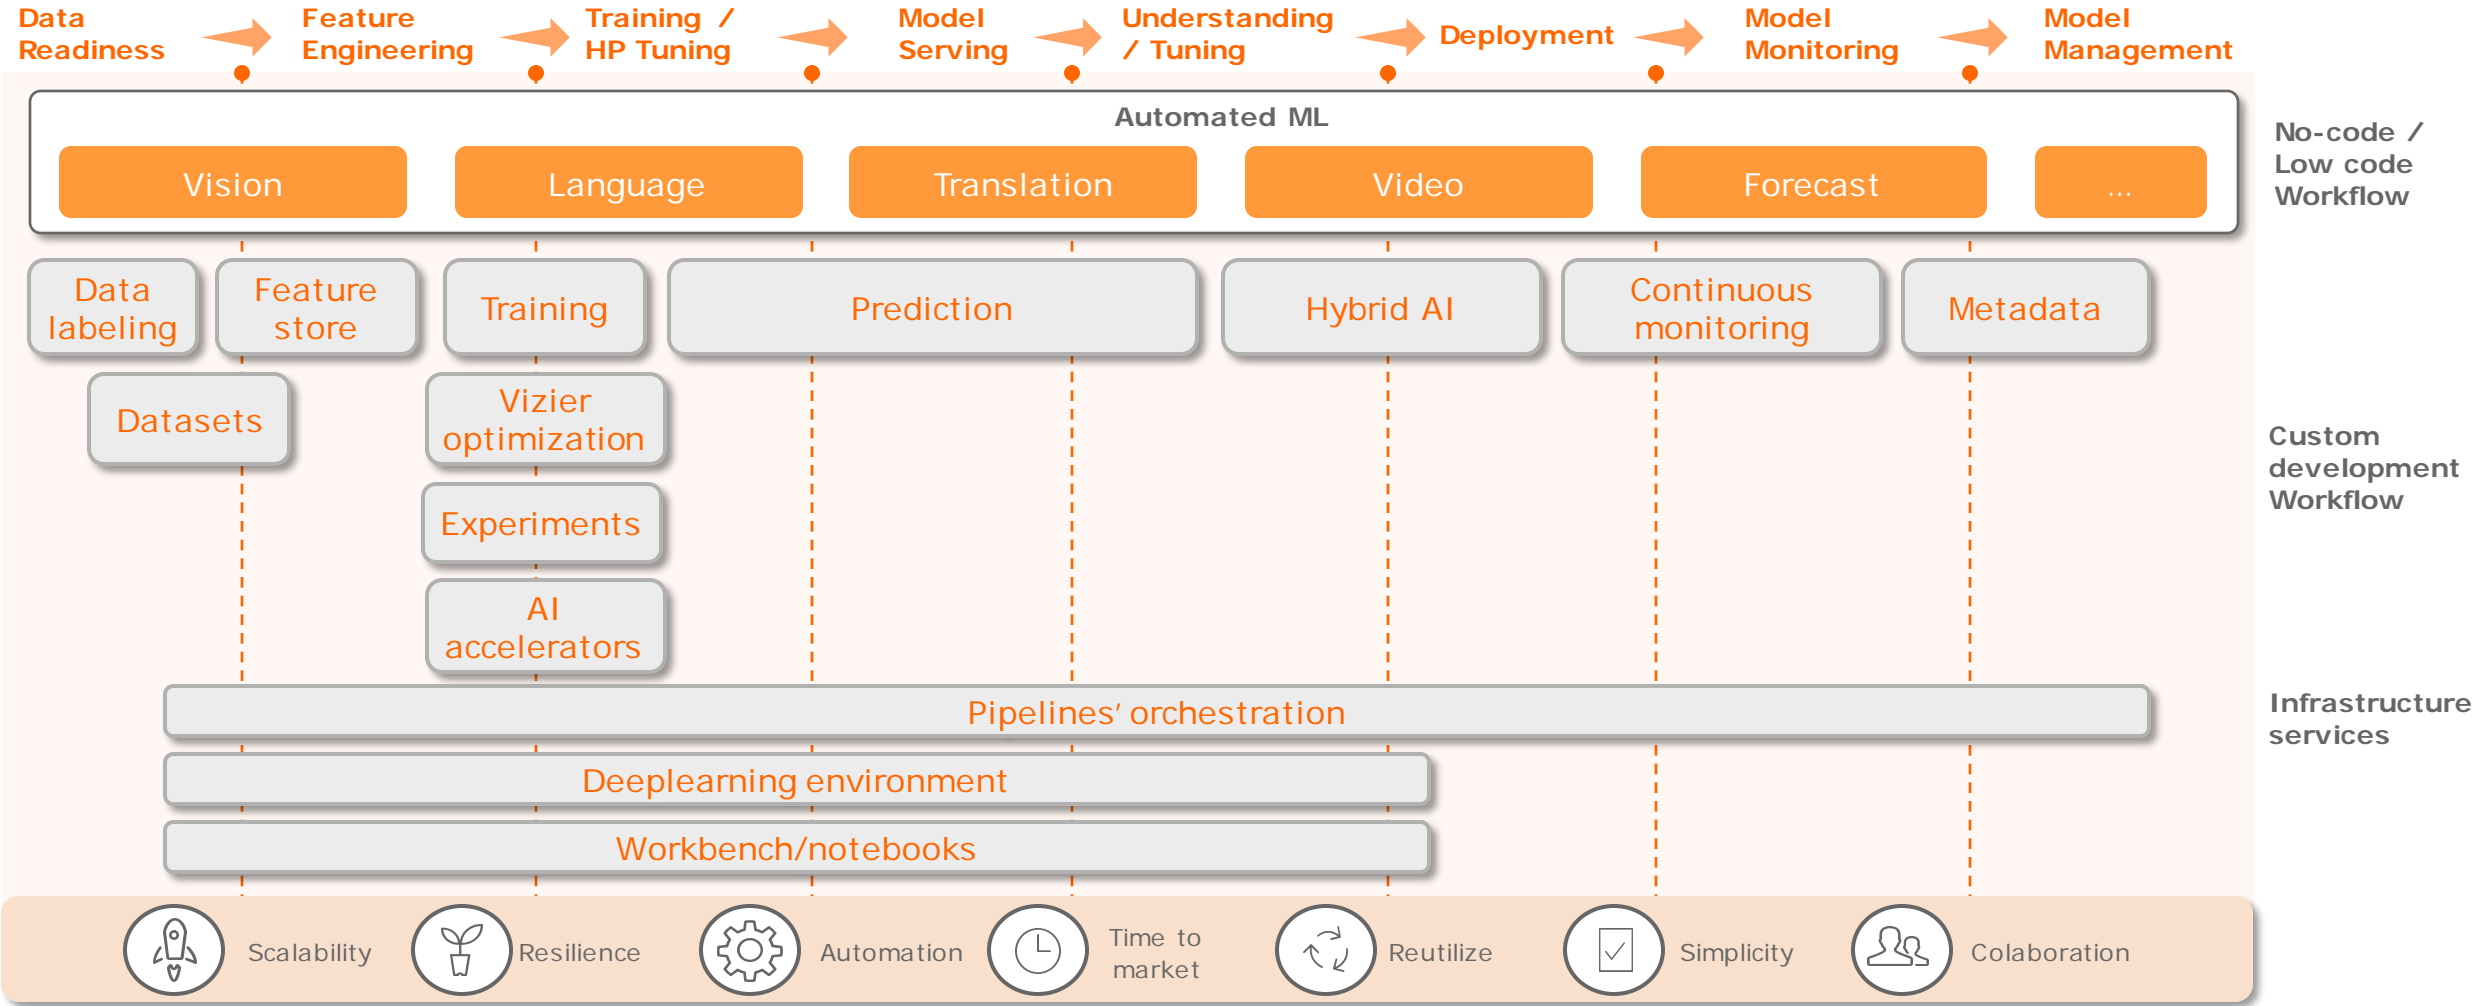 Data
Readiness
Feature
Engineering
Training /
HP Tuning
Model
Serving
Understanding
/ Tuning
Deployment
Model
Monitoring
Model
Management
Automated ML
Vision
Language
Translation
Video
Forecast
...
No-code /
Low code
Workflow
Data
labeling
Feature
store
Training
Prediction
Hybrid AI
Continuous
monitoring
Metadata
Datasets
Vizier
optimization
Experiments
AI
accelerators
Custom
development
Workflow
Pipelines’ orchestration
Deeplearning environment
Workbench/notebooks
Infrastructure
services
Scalability
Resilience
Automation
Time to
market
Reutilize
Simplicity
Colaboration